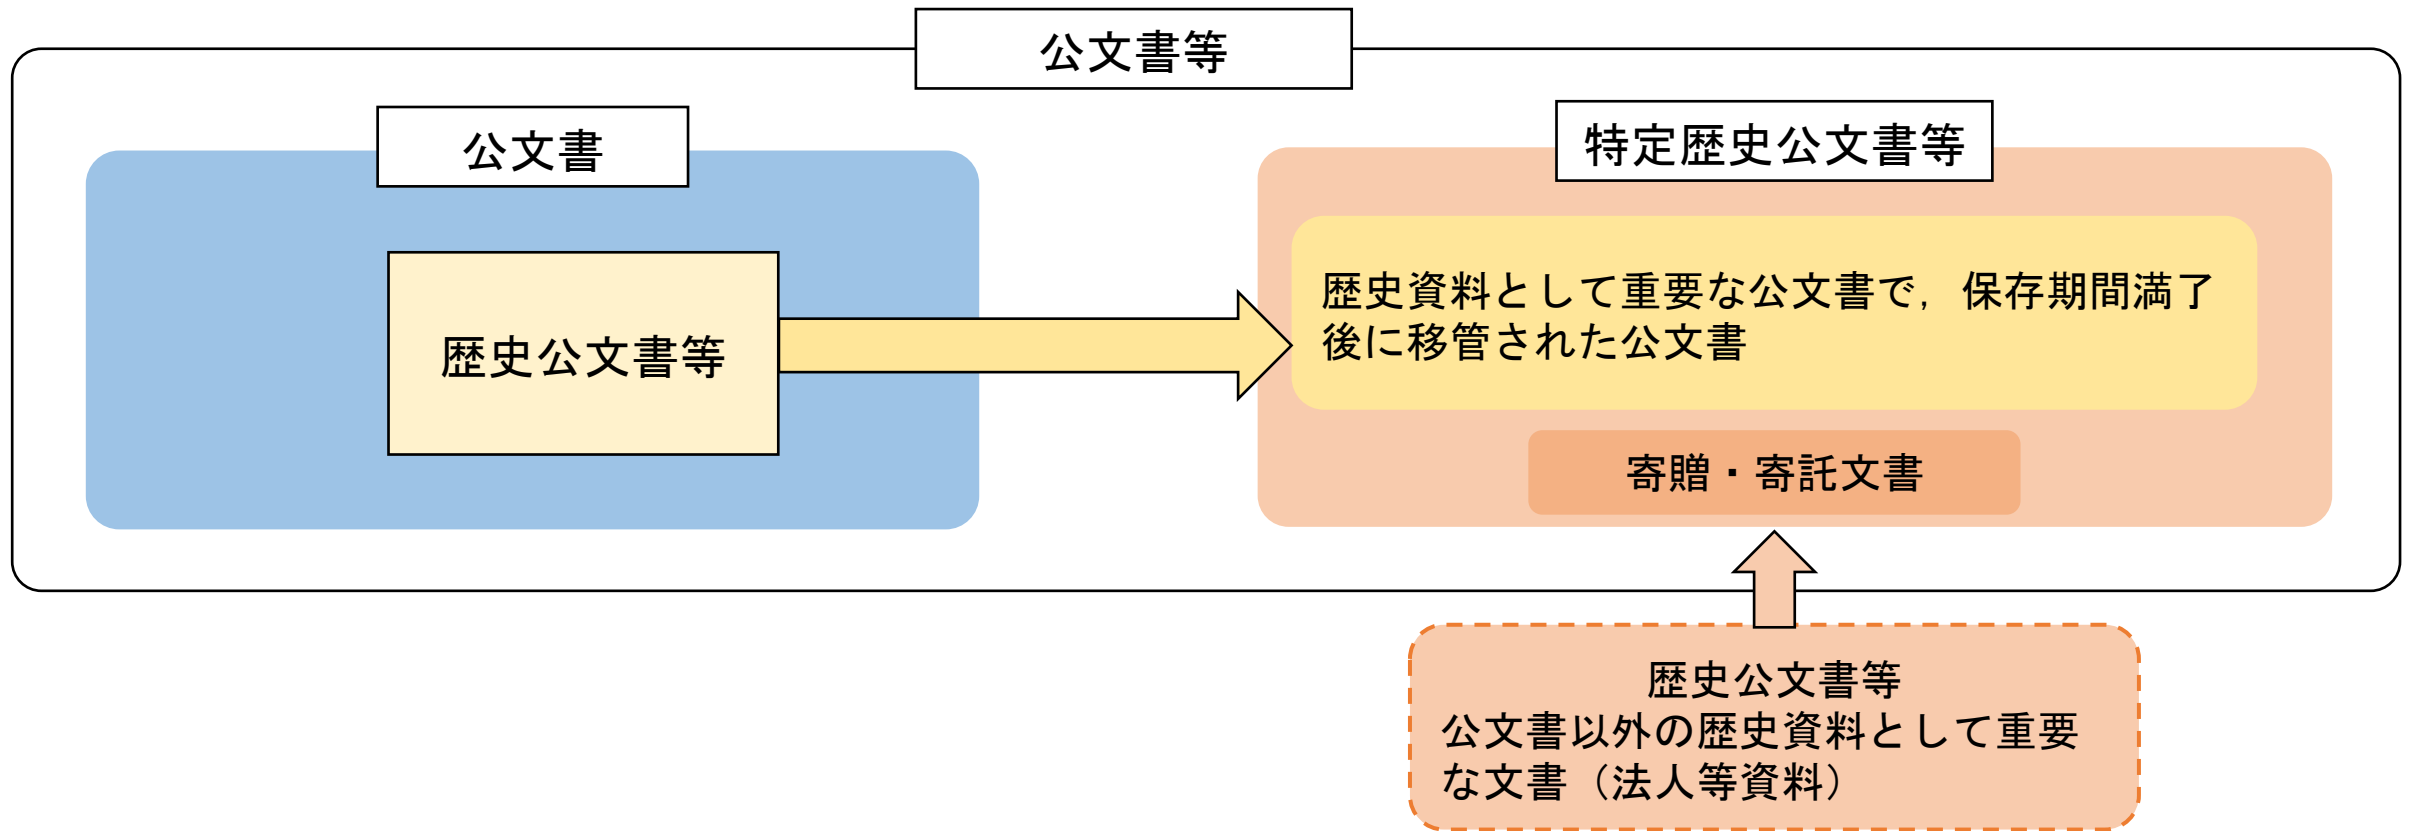 公文書等
公文書
特定歴史公文書等
歴史公文書等
歴史資料として重要な公文書で，保存期間満了
後に移管された公文書
寄贈・寄託文書
歴史公文書等
公文書以外の歴史資料として重要
な文書（法人等資料）